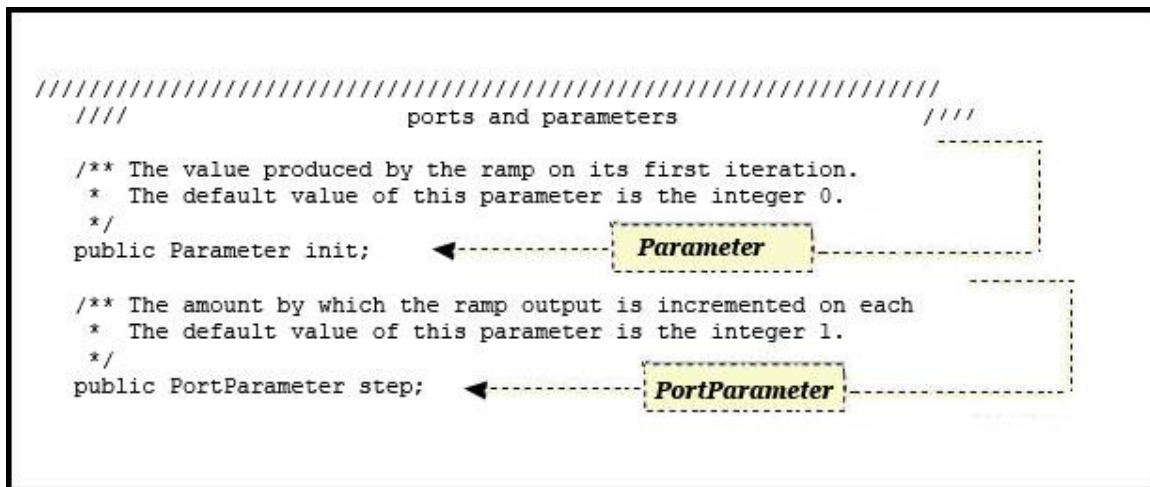 ///////////////////////////////////////////////////////////////////
//// ports and parameters ////
/** The value produced by the ramp on its first iteration.
* The default value of this parameter is the integer 0.
*/
public Parameter init;
Parameter
/** The amount by which the ramp output is incremented on each
* The default value of this parameter is the integer 1.
*/
public PortParameter step;
PortParameter